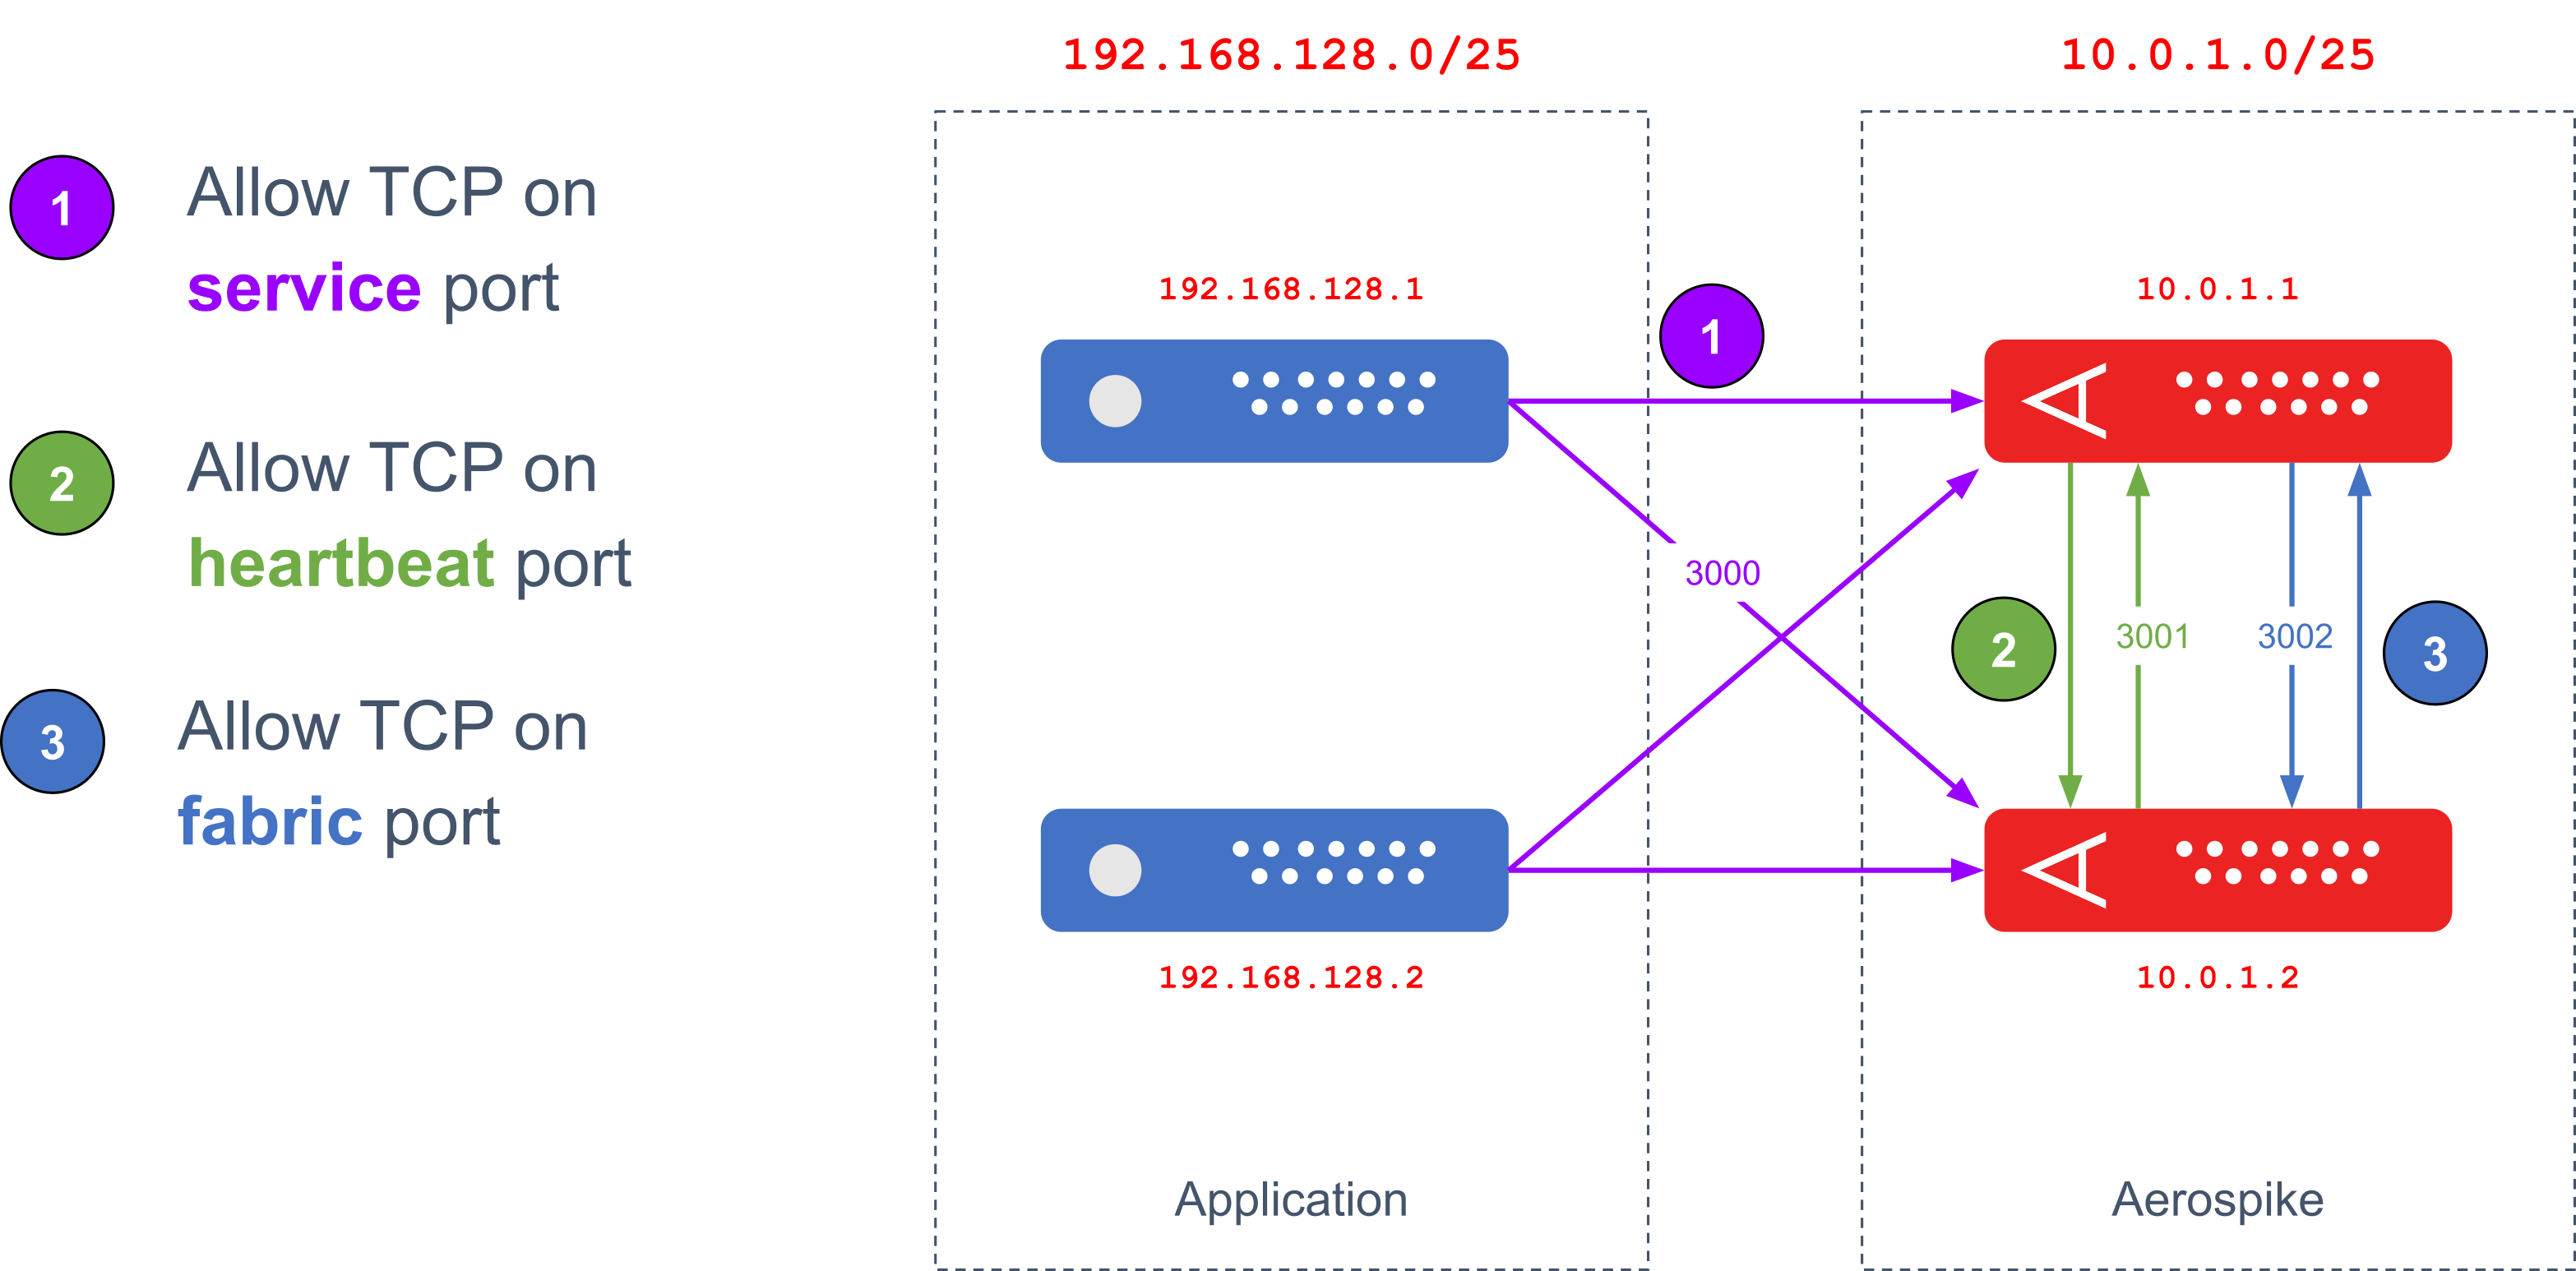 192.168.128.0/25
10.0.1.0/25
1
Allow TCP on
service port
2
Allow TCP on
heartbeat port
3
Allow TCP on
fabric port
192.168.128.1
1
10.0.1.1
3000
2
3001
3002
3
192.168.128.2
10.0.1.2
Application
Aerospike